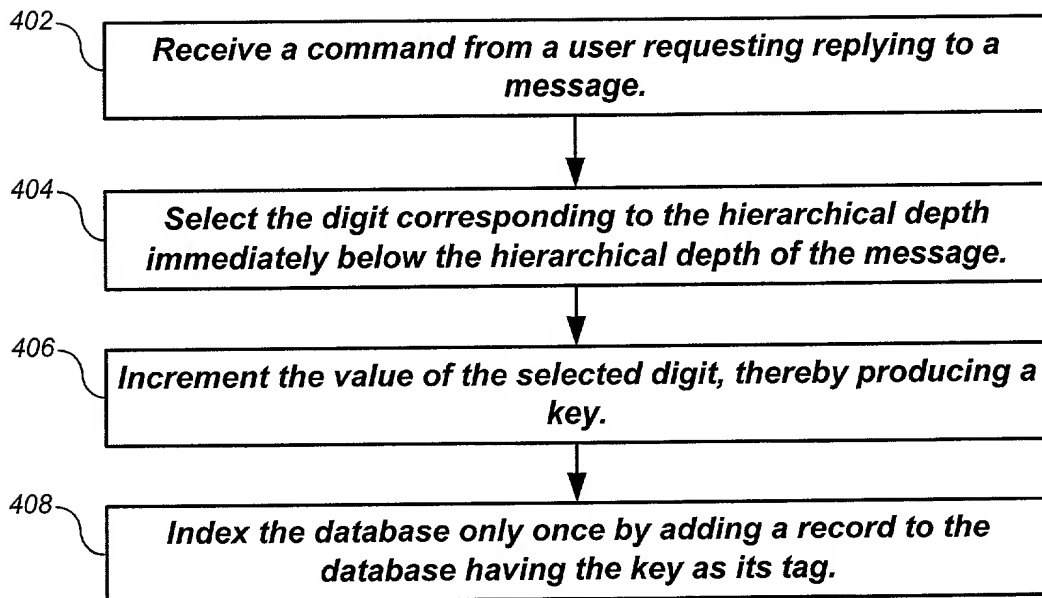 402
Receive a command from a user requesting replying to a
message.
404
Select the digit corresponding to the hierarchical depth
immediately below the hierarchical depth of the message.
406
Increment the value of the selected digit, thereby producing a
key.
408
Index the database only once by adding a record to the
database having the key as its tag.